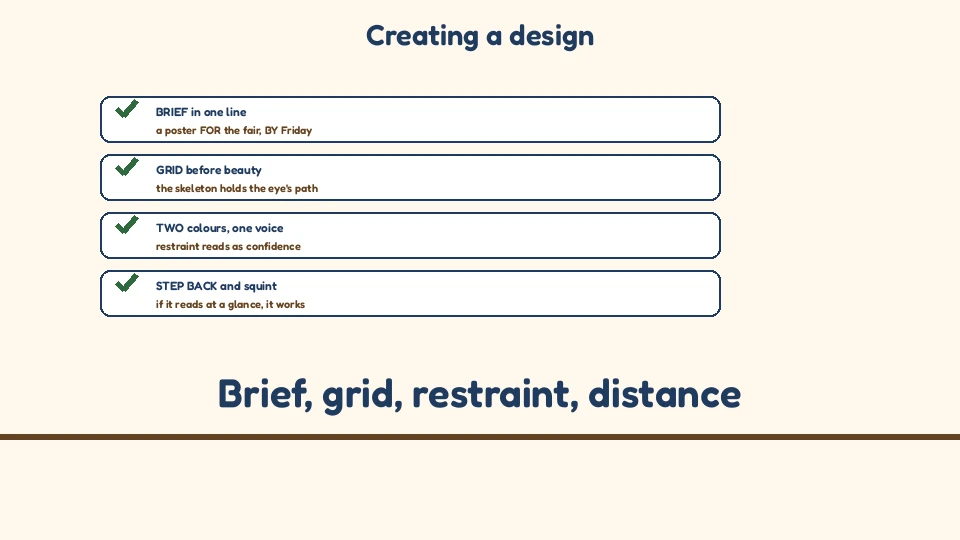 Creating a design
BRIEF in one line
a poster FOR the fair, BY Friday
GRID before beauty
the skeleton holds the eye's path
TWO colours, one voice
restraint reads as confidence
STEP BACK and squint
if it reads at a glance, it works
Brief, grid, restraint, distance